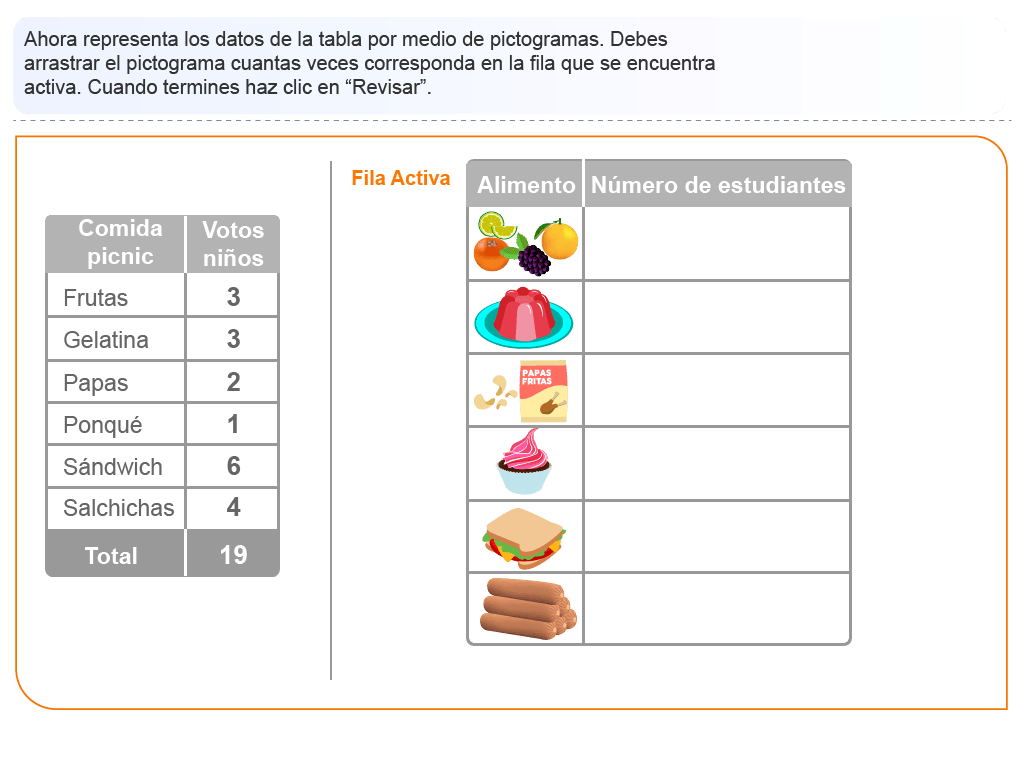 Ahora representa los datos de la tabla por medio de pictogramas. Debes
arrastrar el pictograma cuantas veces corresponda en la fila que se encuentra
activa. Cuando termines haz clic en “Revisar”.
Comida picnic Votos niños
Frutas 3
Gelatina 3
Papas 2
Ponqué 1
Sándwich 6
Salchichas 4
Total 19
Fila Activa
Alimento Número de estudiantes
PAPAS
FRITAS